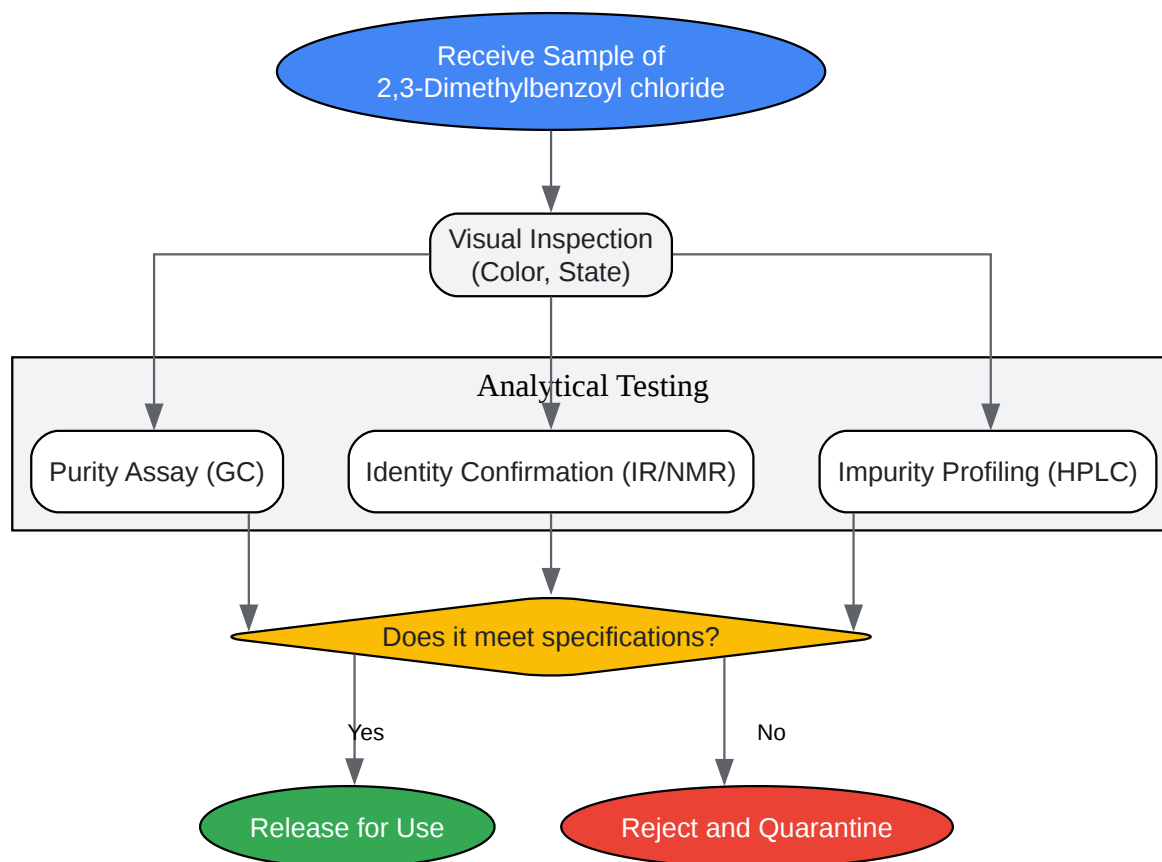 Receive Sample of
2,3-Dimethylbenzoyl chloride
Visual Inspection
(Color, State)
Analytical Testing
Purity Assay (GC)
Identity Confirmation (IR/NMR)
Impurity Profiling (HPLC)
Does it meet specifications?
Yes
No
Release for Use
Reject and Quarantine